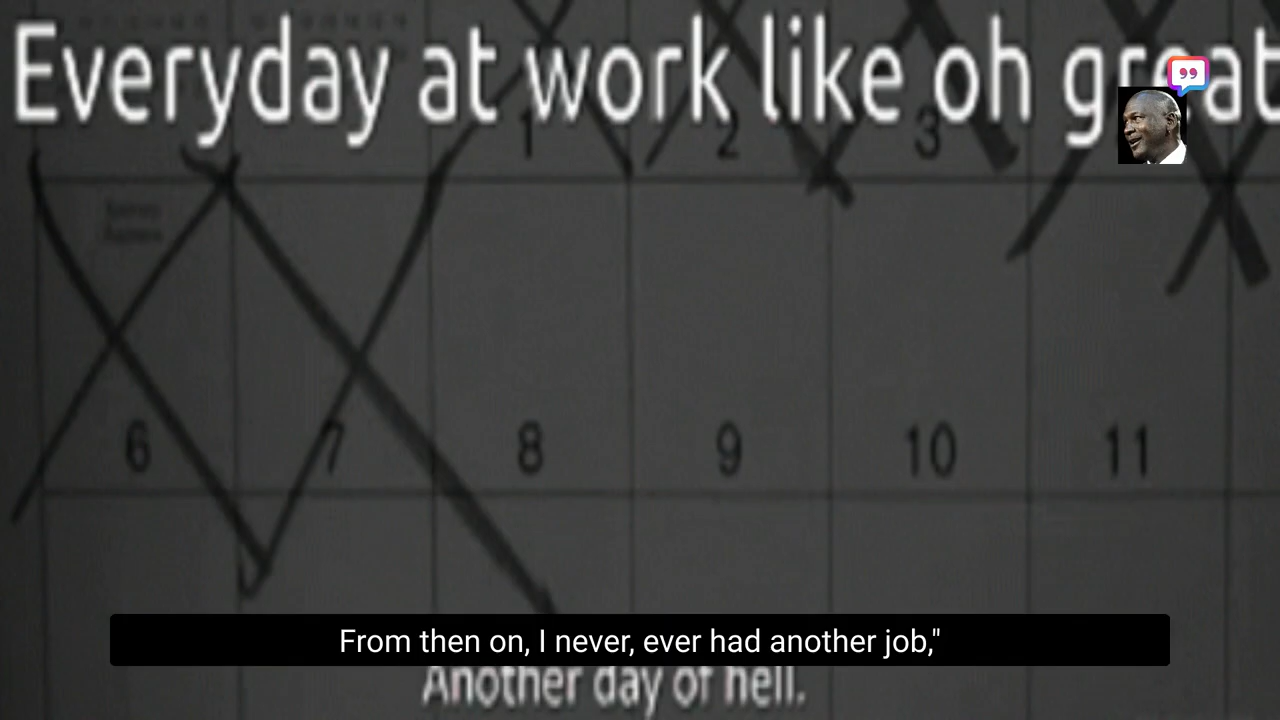 Everyday at work like oh great
1 2 3
6 7 8 9 10 11
From then on, I never, ever had another job,"
Another day of hell.